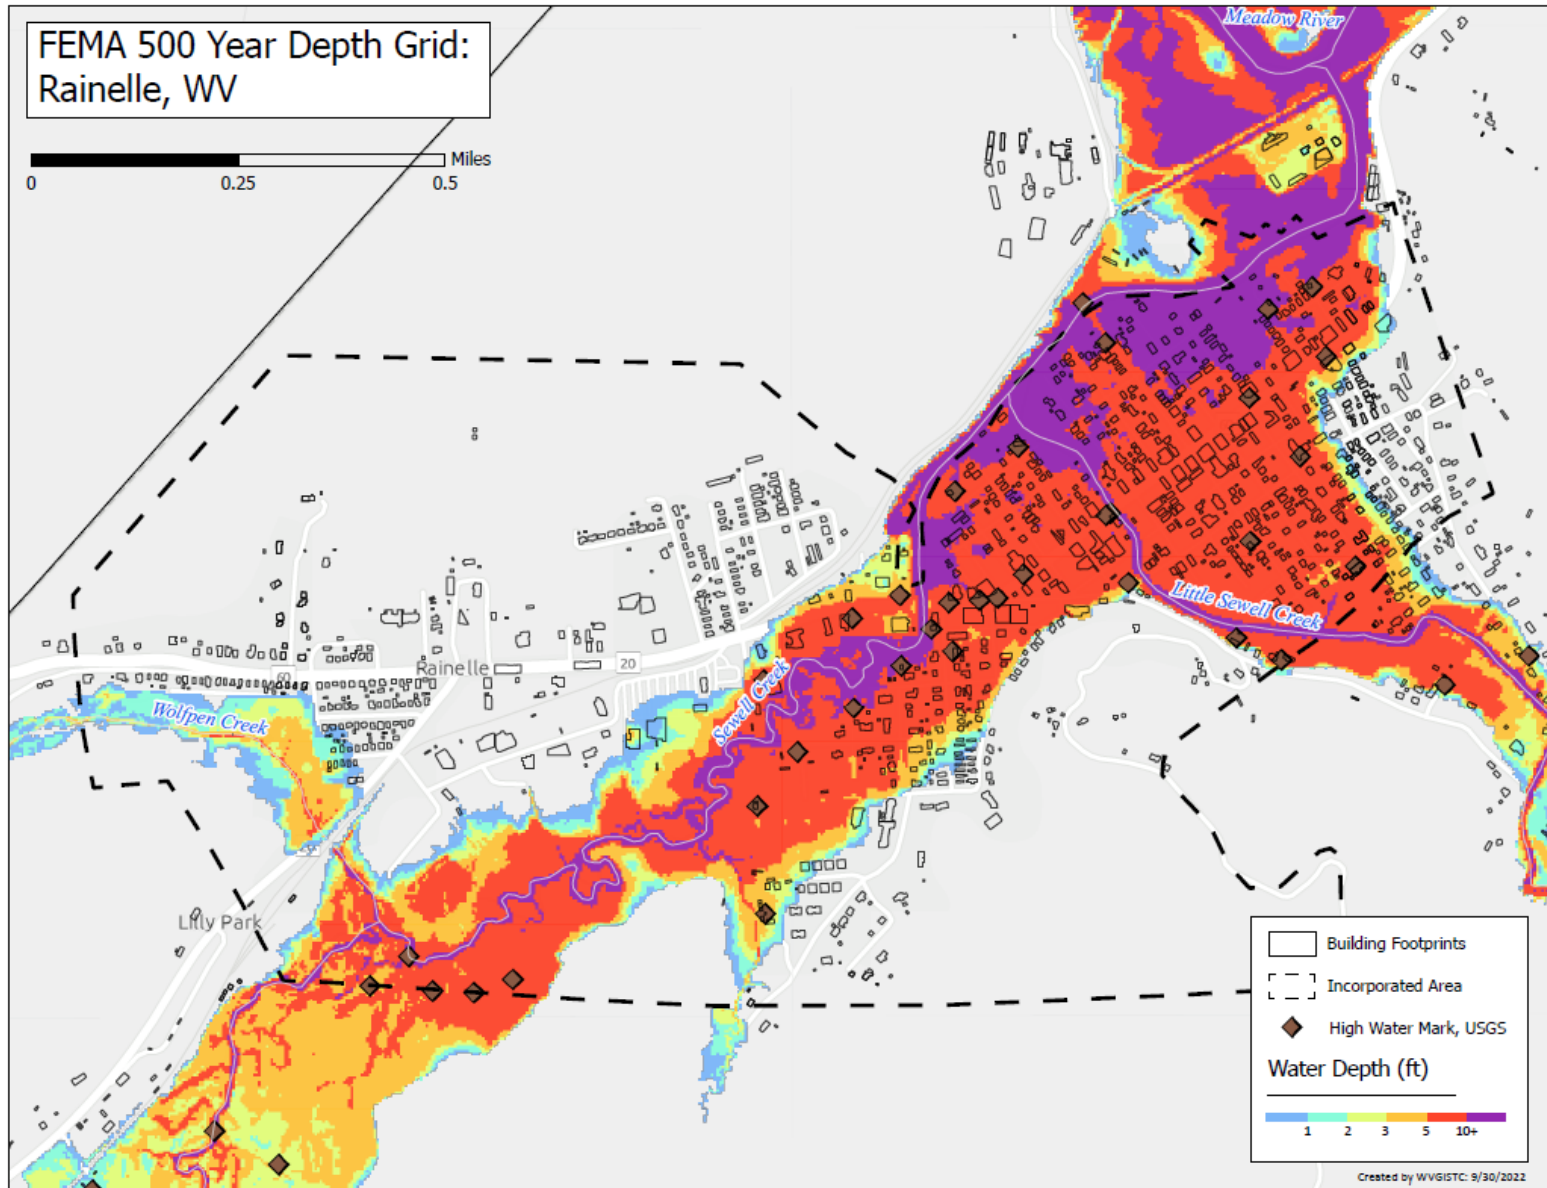 FEMA 500 Year Depth Grid:
Rainelle, WV
Miles
0 0.25 0.5
Meadow River
Little Sewell Creek
Rainelle
20
60
Sewell Creek
Wolfpen Creek
Lilly Park
Building Footprints
Incorporated Area
High Water Mark, USGS
Water Depth (ft)
1 2 3 5 10+
Created by WVGISTC: 9/30/2022